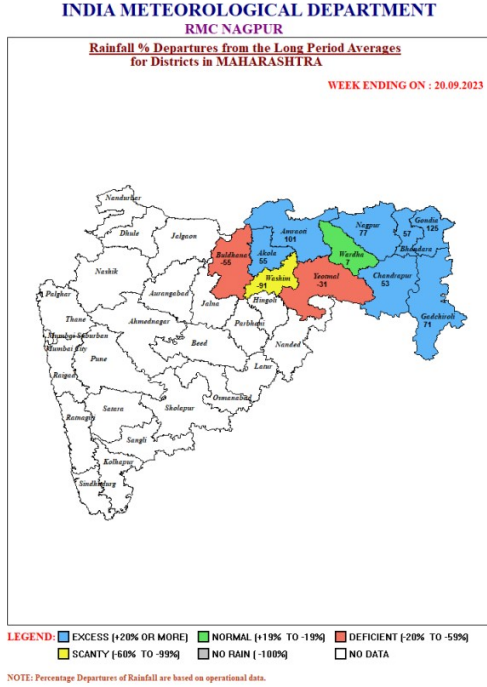 INDIA METEOROLOGICAL DEPARTMENT
RMC NAGPUR
Rainfall % Departures from the Long Period Averages
for Districts in MAHARASHTRA
WEEK ENDING ON : 20.09.2023
Nandurbar
Dhule
Jalgaon
Buldhana
-55
Akola
55
Amraoti
101
Nagpur
77
Gondia
125
57
Bhandara
Wardha
7
Washim
-91
Yeotmal
-31
Chandrapur
53
Gadchiroli
71
Nashik
Aurangabad
Jalna
Hingoli
Palghar
Thane
Ahmednagar
Parbhani
Nanded
Mumbai Suburban
Mumbai City
Pune
Beed
Latur
Raigad
Osmanabad
Ratnagiri
Satara
Sholapur
Sangli
Kolhapur
Sindhudurg
LEGEND: EXCESS (+20% OR MORE) NORMAL (+19% TO -19%) DEFICIENT (-20% TO -59%)
SCANTY (-60% TO -99%) NO RAIN (-100%) NO DATA
NOTE: Percentage Departures of Rainfall are based on operational data.